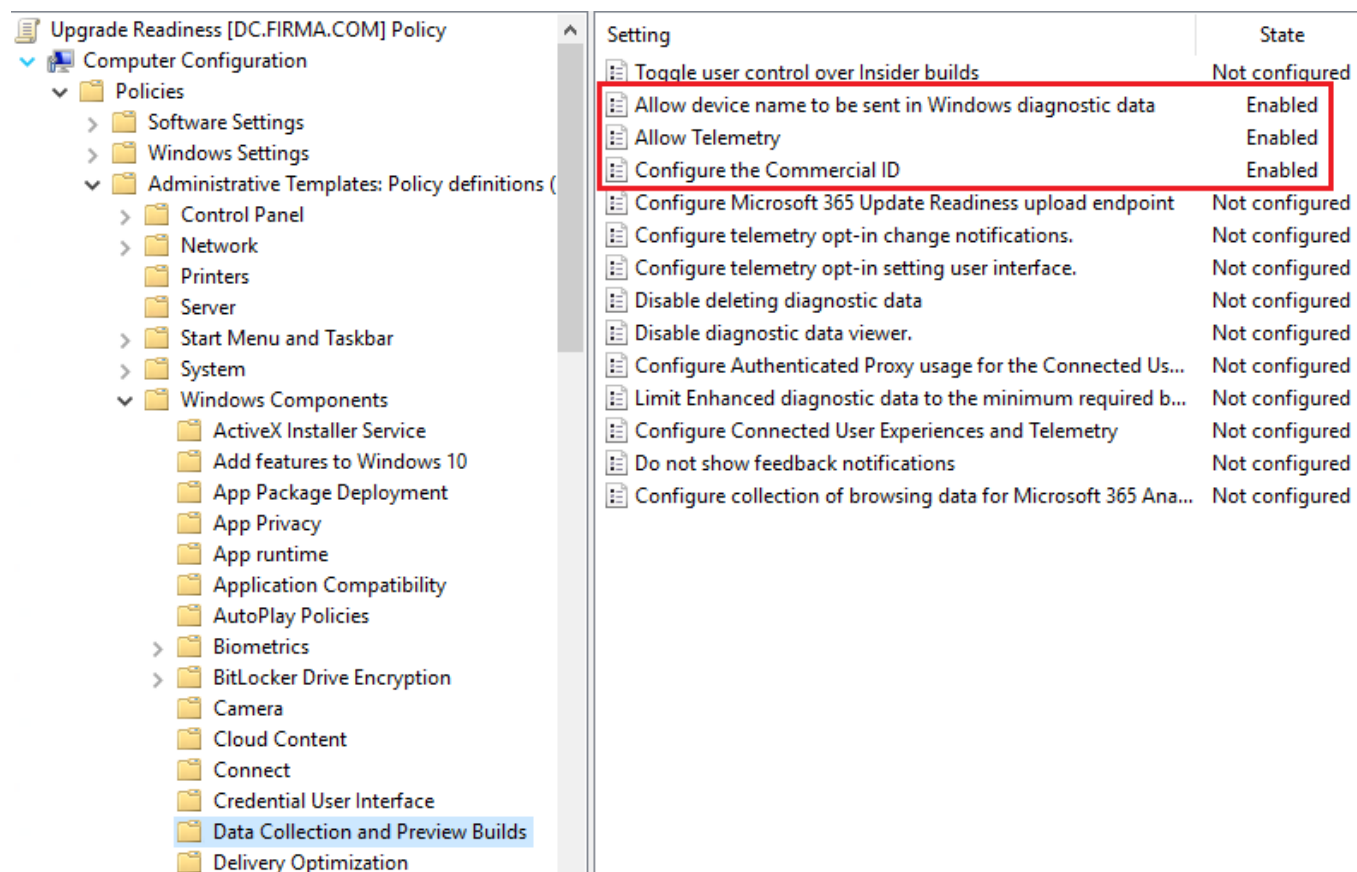 Upgrade Readiness [DC.FIRMA.COM] Policy
Computer Configuration
Policies
Software Settings
Windows Settings
Administrative Templates: Policy definitions (
Control Panel
Network
Printers
Server
Start Menu and Taskbar
System
Windows Components
ActiveX Installer Service
Add features to Windows 10
App Package Deployment
App Privacy
App runtime
Application Compatibility
AutoPlay Policies
Biometrics
BitLocker Drive Encryption
Camera
Cloud Content
Connect
Credential User Interface
Data Collection and Preview Builds
Delivery Optimization
Setting State
Toggle user control over Insider builds Not configured
Allow device name to be sent in Windows diagnostic data Enabled
Allow Telemetry Enabled
Configure the Commercial ID Enabled
Configure Microsoft 365 Update Readiness upload endpoint Not configured
Configure telemetry opt-in change notifications. Not configured
Configure telemetry opt-in setting user interface. Not configured
Disable deleting diagnostic data Not configured
Disable diagnostic data viewer. Not configured
Configure Authenticated Proxy usage for the Connected Us... Not configured
Limit Enhanced diagnostic data to the minimum required b... Not configured
Configure Connected User Experiences and Telemetry Not configured
Do not show feedback notifications Not configured
Configure collection of browsing data for Microsoft 365 Ana... Not configured